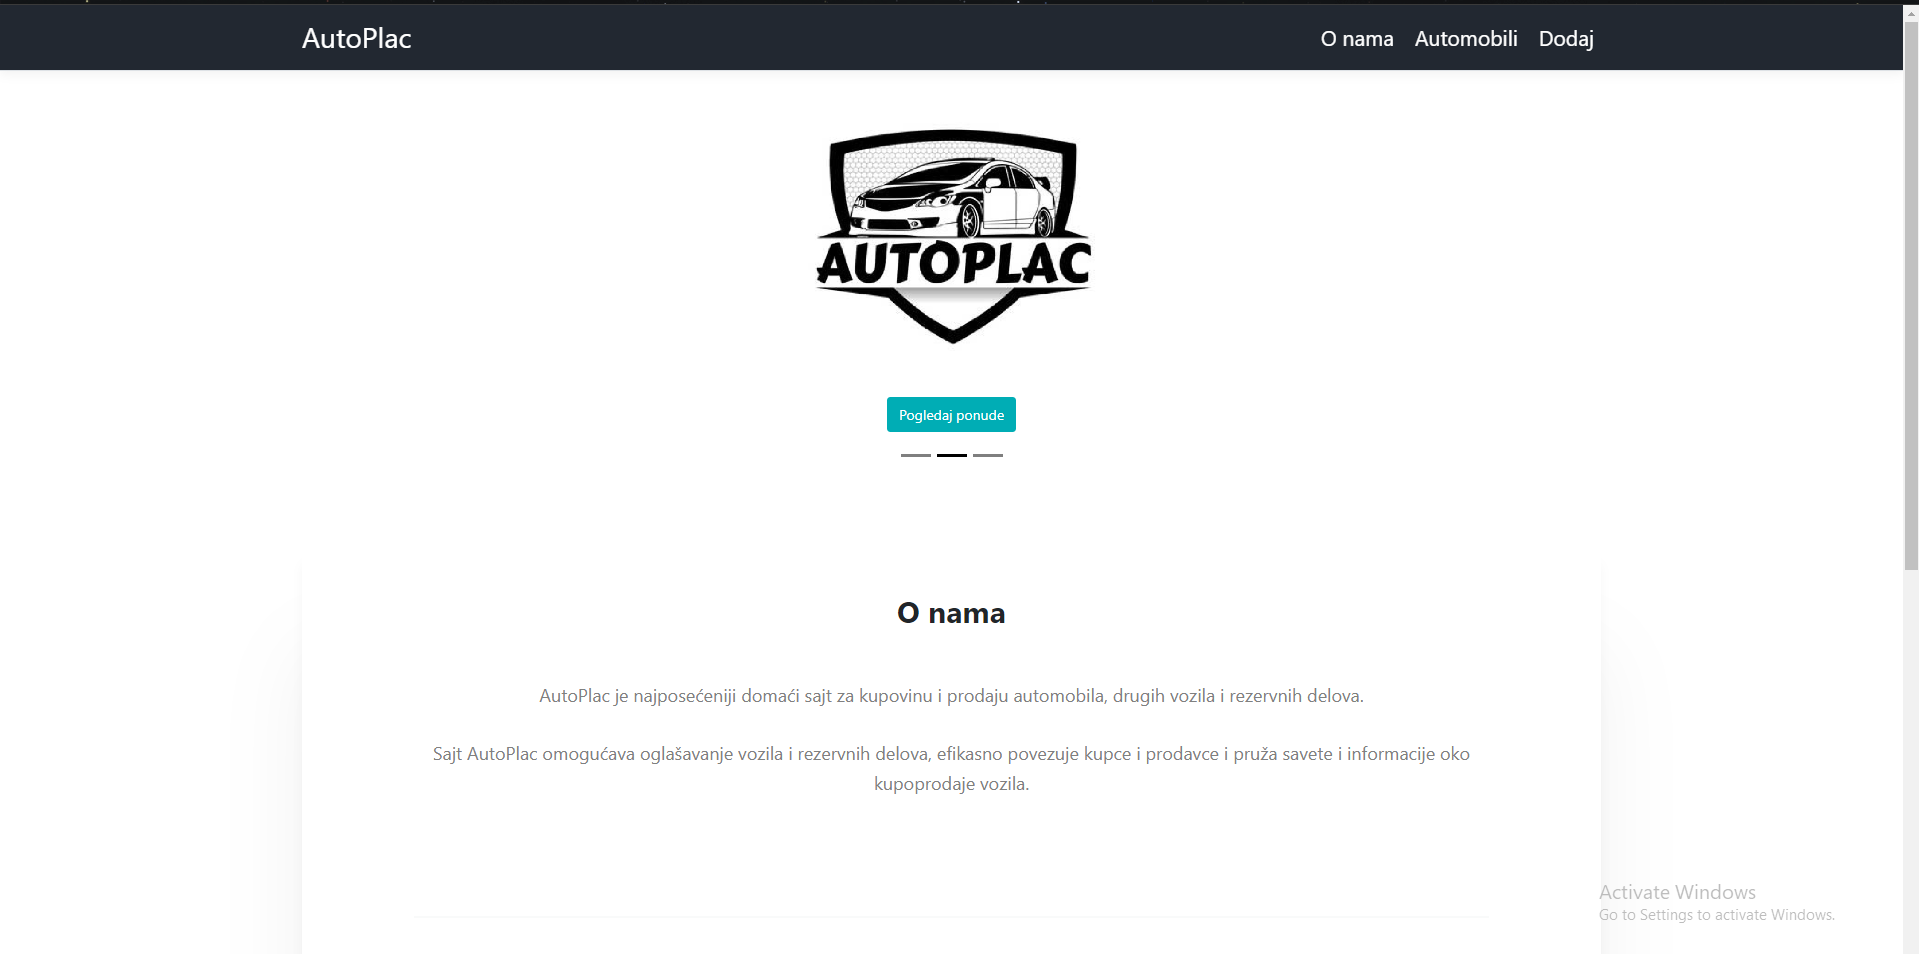 AutoPlac
O nama
Automobili
Dodaj
AUTOPLAC
Pogledaj ponude
O nama
AutoPlac je najposećeniji domaći sajt za kupovinu i prodaju automobila, drugih vozila i rezervnih delova.
Sajt AutoPlac omogućava oglašavanje vozila i rezervnih delova, efikasno povezuje kupce i prodavce i pruža savete i informacije oko
kupoprodaje vozila.
Activate Windows
Go to Settings to activate Windows.